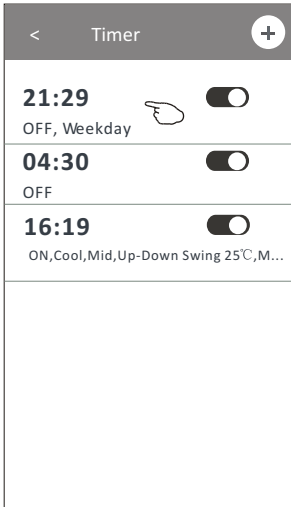 < Timer +
21:29
OFF, Weekday
04:30
OFF
16:19
ON,Cool,Mid,Up-Down Swing 25℃,M...